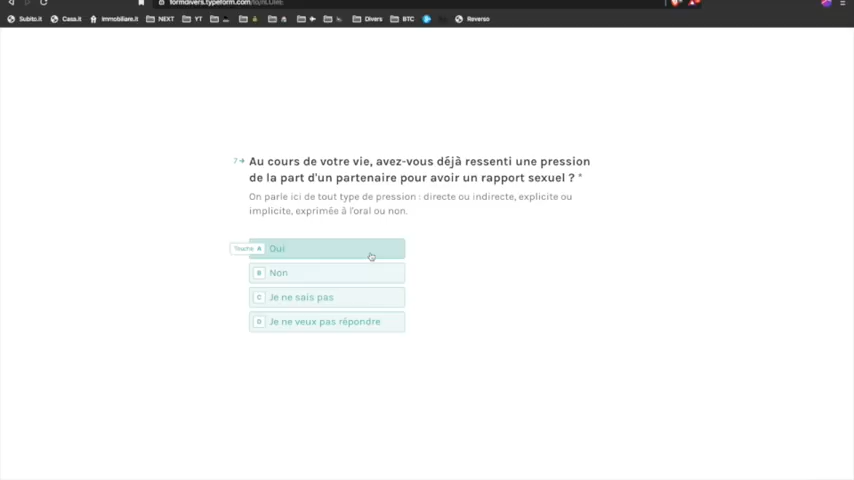 Subito.it Casa.it Immobiliare.it NEXT YT Divers BTC Reverso
7 Au cours de votre vie, avez-vous déjà ressenti une pression
de la part d'un partenaire pour avoir un rapport sexuel ? *
On parle ici de tout type de pression : directe ou indirecte, explicite ou
implicite, exprimée à l'oral ou non.
Touche A Oui
B Non
C Je ne sais pas
D Je ne veux pas répondre